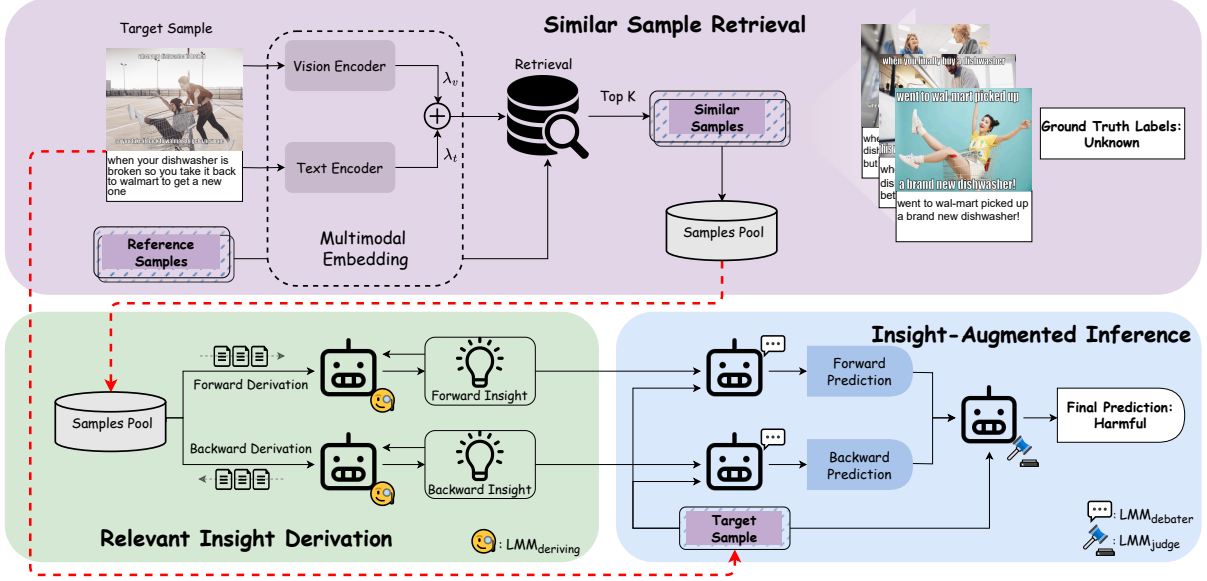 Similar Sample Retrieval
Target Sample
when your dishwasher is
broken so you take it back
to walmart to get a new
one
Vision Encoder
Text Encoder
λv
λt
Multimodal
Embedding
Reference
Samples
Retrieval
Top K
Similar
Samples
Samples Pool
when you finally buy a dishwasher
went to wal-mart picked up
a brand new dishwasher!
went to wal-mart picked up
a brand new dishwasher!
Ground Truth Labels:
Unknown
Samples Pool
Forward Derivation
Backward Derivation
Forward Insight
Backward Insight
Relevant Insight Derivation
: LMMderiving
Insight-Augmented Inference
Forward
Prediction
Backward
Prediction
Target
Sample
Final Prediction:
Harmful
: LMMdebater
: LMMjudge